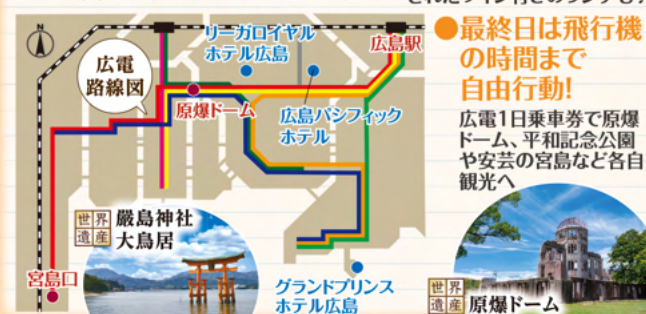 N
リーガロイヤル
ホテル広島
広島駅
広電
路線図
原爆ドーム
広島パシフィック
ホテル
世界
遺産
厳島神社
大鳥居
宮島口
グランドプリンス
ホテル広島
●最終日は飛行機
の時間まで
自由行動!
広電1日乗車券で原爆
ドーム、平和記念公園
や安芸の宮島など各自
観光へ
世界
遺産
原爆ドーム